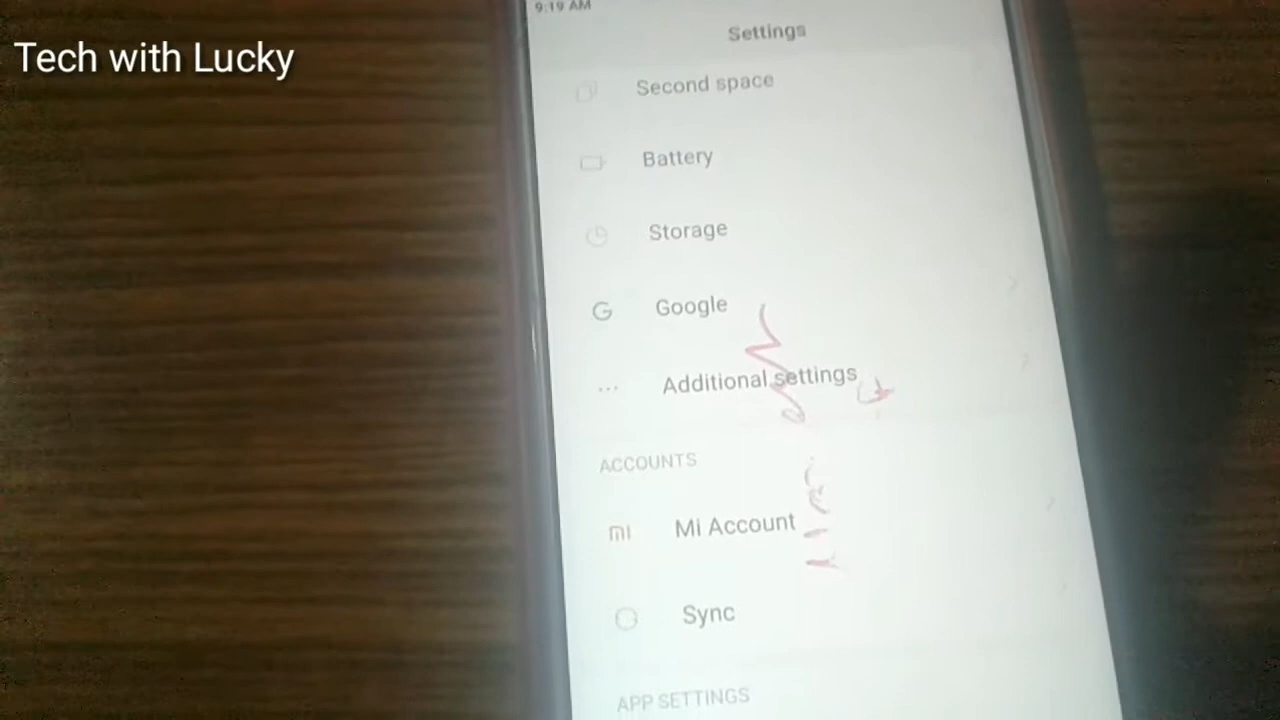 Tech with Lucky
9:19 AM
Settings
Second space
Battery
Storage
Google
Additional settings
ACCOUNTS
Mi Account
Sync
APP SETTINGS